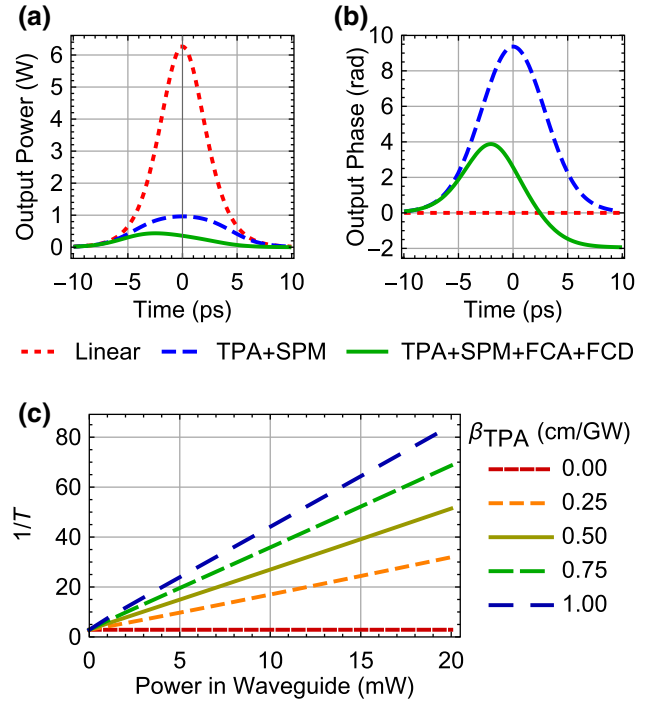 (a)
Output Power (W)
6
5
4
3
2
1
0
−10 −5 0 5 10
Time (ps)
(b)
Output Phase (rad)
10
8
6
4
2
0
−2
−10 −5 0 5 10
Time (ps)
Linear TPA+SPM TPA+SPM+FCA+FCD
(c)
1/T
80
60
40
20
0
0 5 10 15 20
Power in Waveguide (mW)
βTPA (cm/GW)
0.00
0.25
0.50
0.75
1.00